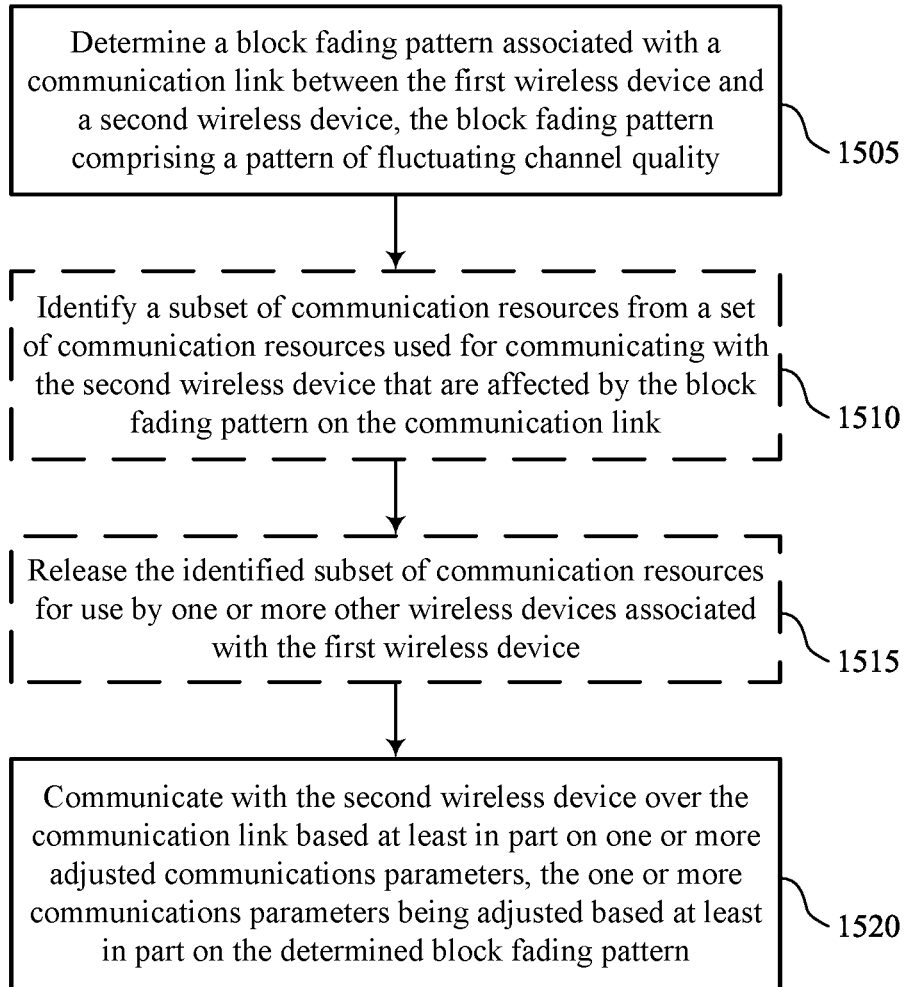 Determine a block fading pattern associated with a
communication link between the first wireless device and
a second wireless device, the block fading pattern
comprising a pattern of fluctuating channel quality
1505
Identify a subset of communication resources from a set
of communication resources used for communicating with
the second wireless device that are affected by the block
fading pattern on the communication link
1510
Release the identified subset of communication resources
for use by one or more other wireless devices associated
with the first wireless device
1515
Communicate with the second wireless device over the
communication link based at least in part on one or more
adjusted communications parameters, the one or more
communications parameters being adjusted based at least
in part on the determined block fading pattern
1520